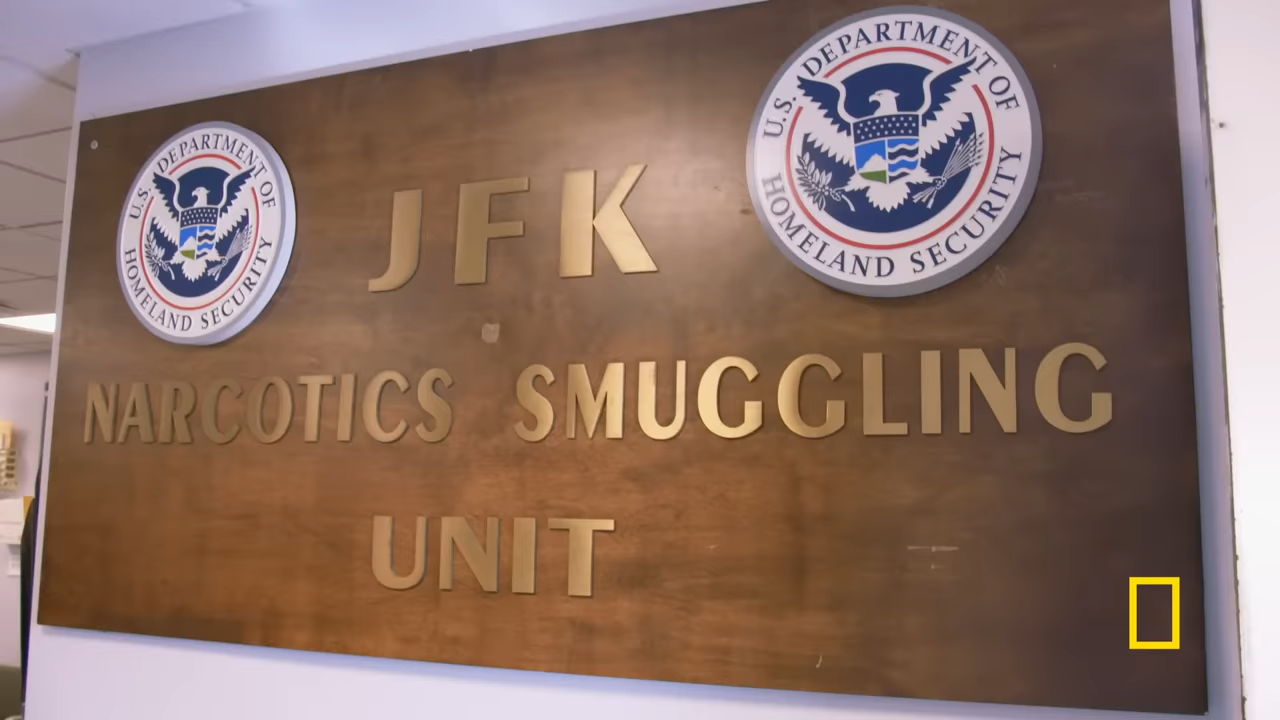 U.S. DEPARTMENT OF
HOMELAND SECURITY
U.S. DEPARTMENT OF
HOMELAND SECURITY
JFK
NARCOTICS SMUGGLING
UNIT